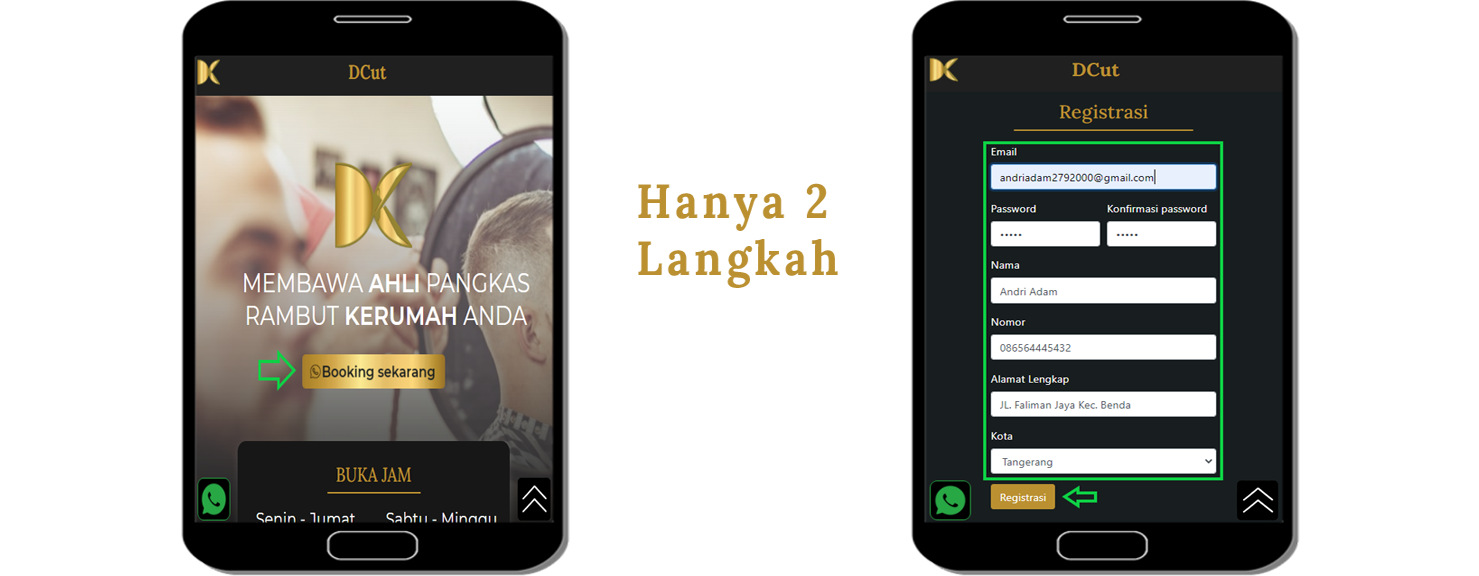 DCut
MEMBAWA AHLI PANGKAS
RAMBUT KERUMAH ANDA
Booking sekarang
BUKA JAM
Senin - Jumat Sabtu - Minggu
Hanya 2
Langkah
DCut
Registrasi
Email
andriadam2792000@gmail.com
Password Konfirmasi password
Nama
Andri Adam
Nomor
086564445432
Alamat Lengkap
JL. Faliman Jaya Kec. Benda
Kota
Tangerang
Registrasi